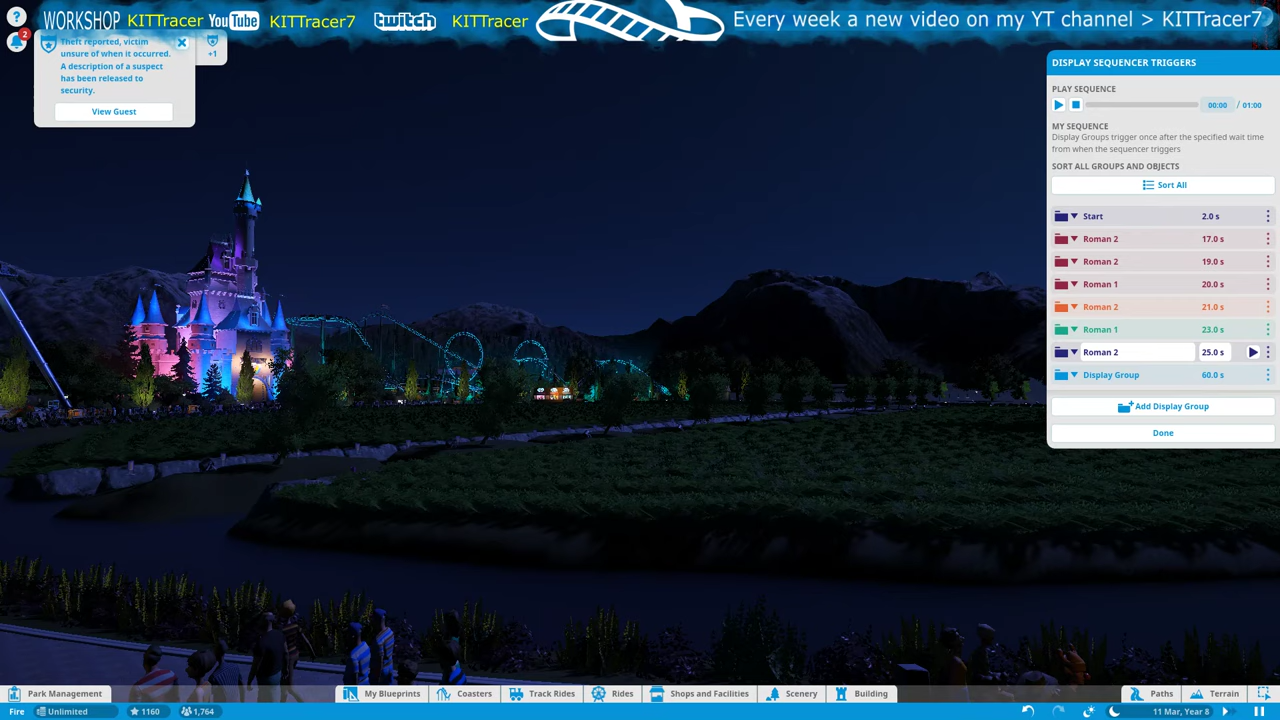 WORKSHOP KITTracer YouTube KITTracer7 twitch KITTracer Every week a new video on my YT channel > KITTracer7
?
2
Theft reported, victim
unsure of when it occurred.
A description of a suspect
has been released to
security.
View Guest
+1
DISPLAY SEQUENCER TRIGGERS
PLAY SEQUENCE
00:00 / 01:00
MY SEQUENCE
Display Groups trigger once after the specified wait time
from when the sequencer triggers
SORT ALL GROUPS AND OBJECTS
Sort All
Start 2.0 s
Roman 2 17.0 s
Roman 2 19.0 s
Roman 1 20.0 s
Roman 2 21.0 s
Roman 1 23.0 s
Roman 2 25.0 s
Display Group 60.0 s
Add Display Group
Done
Park Management My Blueprints Coasters Track Rides Rides Shops and Facilities Scenery Building Paths Terrain
Fire Unlimited 1160 1,764 11 Mar, Year 8